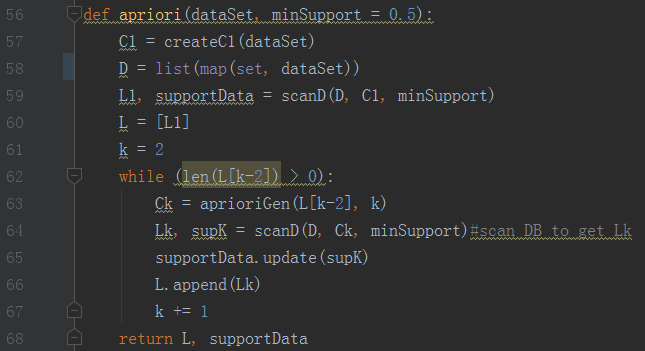 56 def apriori(dataSet, minSupport = 0.5):
57     C1 = createC1(dataSet)
58     D = list(map(set, dataSet))
59     L1, supportData = scanD(D, C1, minSupport)
60     L = [L1]
61     k = 2
62     while (len(L[k-2]) > 0):
63         Ck = aprioriGen(L[k-2], k)
64         Lk, supK = scanD(D, Ck, minSupport)#scan DB to get Lk
65         supportData.update(supK)
66         L.append(Lk)
67         k += 1
68     return L, supportData